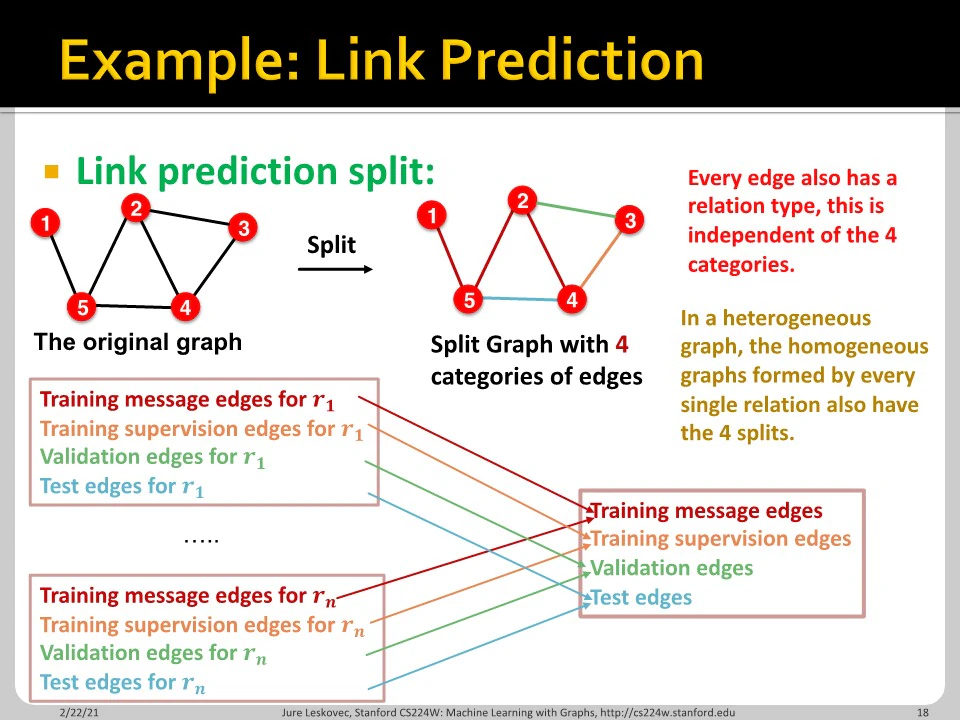 Example: Link Prediction
Link prediction split:
1
2
3
5
4
Split
1
2
3
5
4
The original graph
Split Graph with 4
categories of edges
Every edge also has a
relation type, this is
independent of the 4
categories.
In a heterogeneous
graph, the homogeneous
graphs formed by every
single relation also have
the 4 splits.
Training message edges for r₁
Training supervision edges for r₁
Validation edges for r₁
Test edges for r₁
…..
Training message edges for rₙ
Training supervision edges for rₙ
Validation edges for rₙ
Test edges for rₙ
Training message edges
Training supervision edges
Validation edges
Test edges
2/22/21
Jure Leskovec, Stanford CS224W: Machine Learning with Graphs, http://cs224w.stanford.edu
18